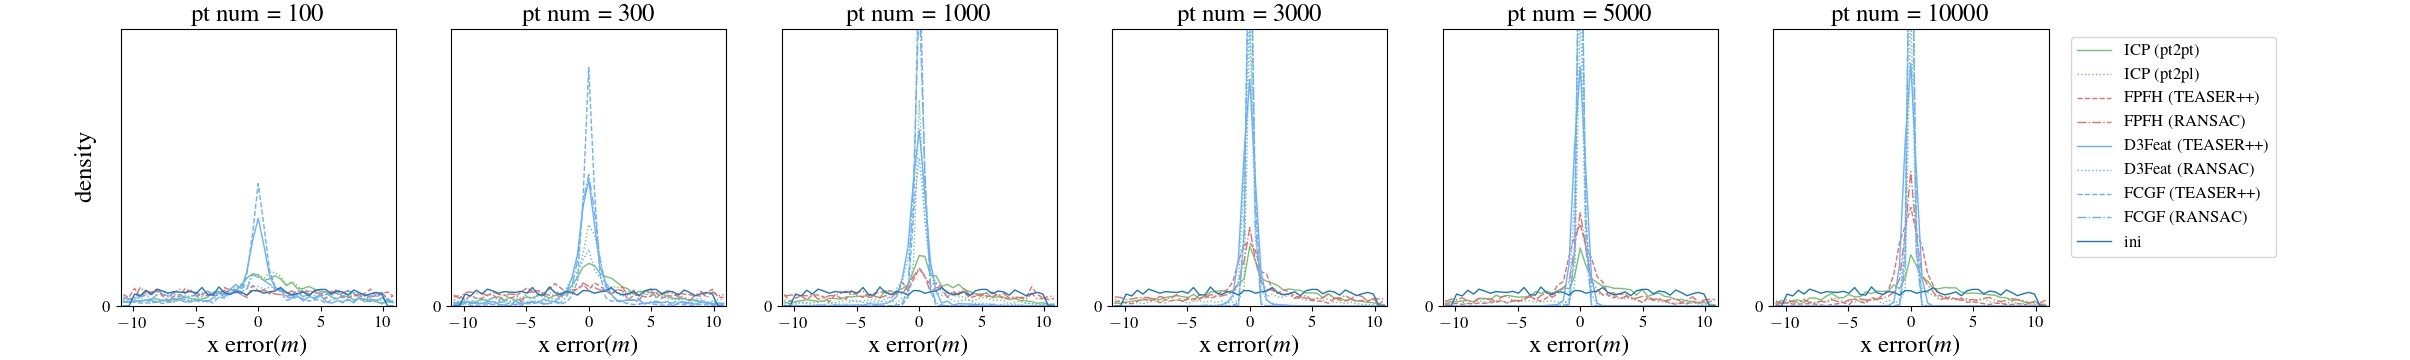 pt num = 100
pt num = 300
pt num = 1000
pt num = 3000
pt num = 5000
pt num = 10000
density
0
−10 −5 0 5 10
x error(m)
0
−10 −5 0 5 10
x error(m)
0
−10 −5 0 5 10
x error(m)
0
−10 −5 0 5 10
x error(m)
0
−10 −5 0 5 10
x error(m)
0
−10 −5 0 5 10
x error(m)
ICP (pt2pt)
ICP (pt2pl)
FPFH (TEASER++)
FPFH (RANSAC)
D3Feat (TEASER++)
D3Feat (RANSAC)
FCGF (TEASER++)
FCGF (RANSAC)
ini